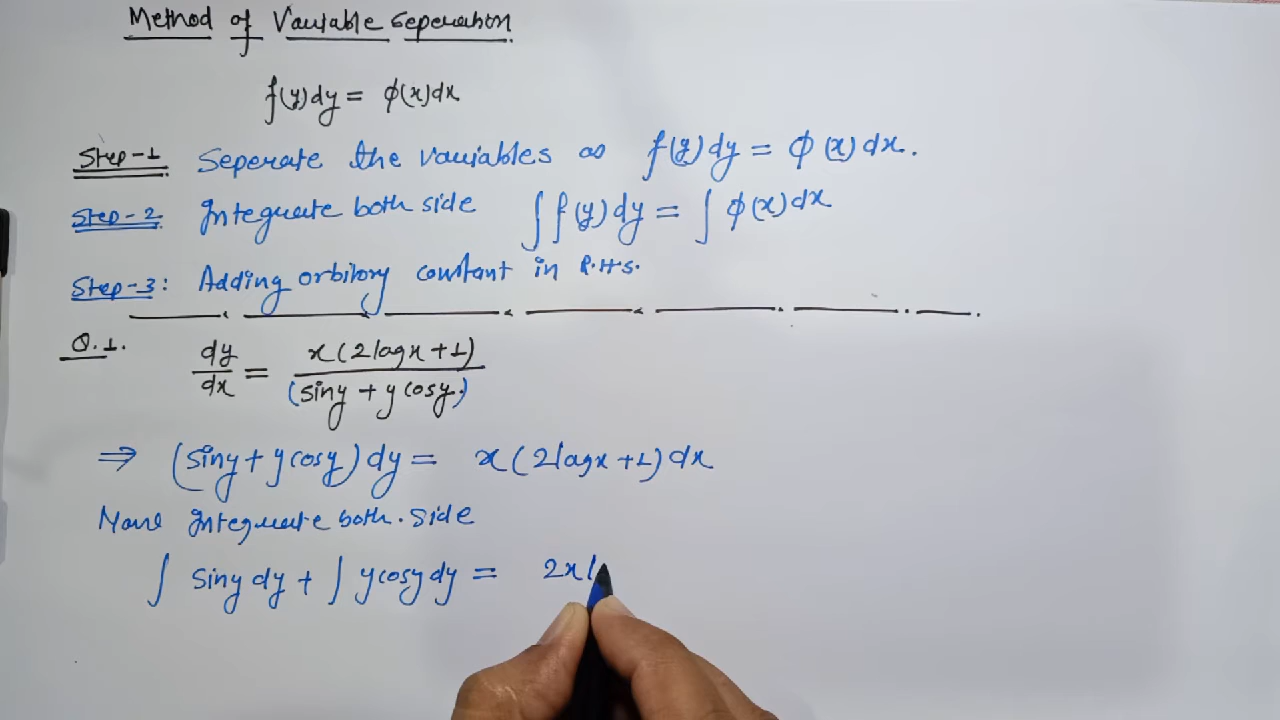 Method of Variable Seperation
f(y)dy = ϕ(x)dx
Step-1 Seperate the variables as f(y)dy = ϕ(x)dx.
Step-2 Integrate both side ∫f(y)dy = ∫ϕ(x)dx
Step-3: Adding orbitory constant in R.H.S.
Q.1. dy/dx = x(2logx+1)/(siny + y cosy)
⇒ (siny + y cosy)dy = x(2logx+1)dx
Now Integrate both side
∫ siny dy + ∫ y cosy dy = 2xl